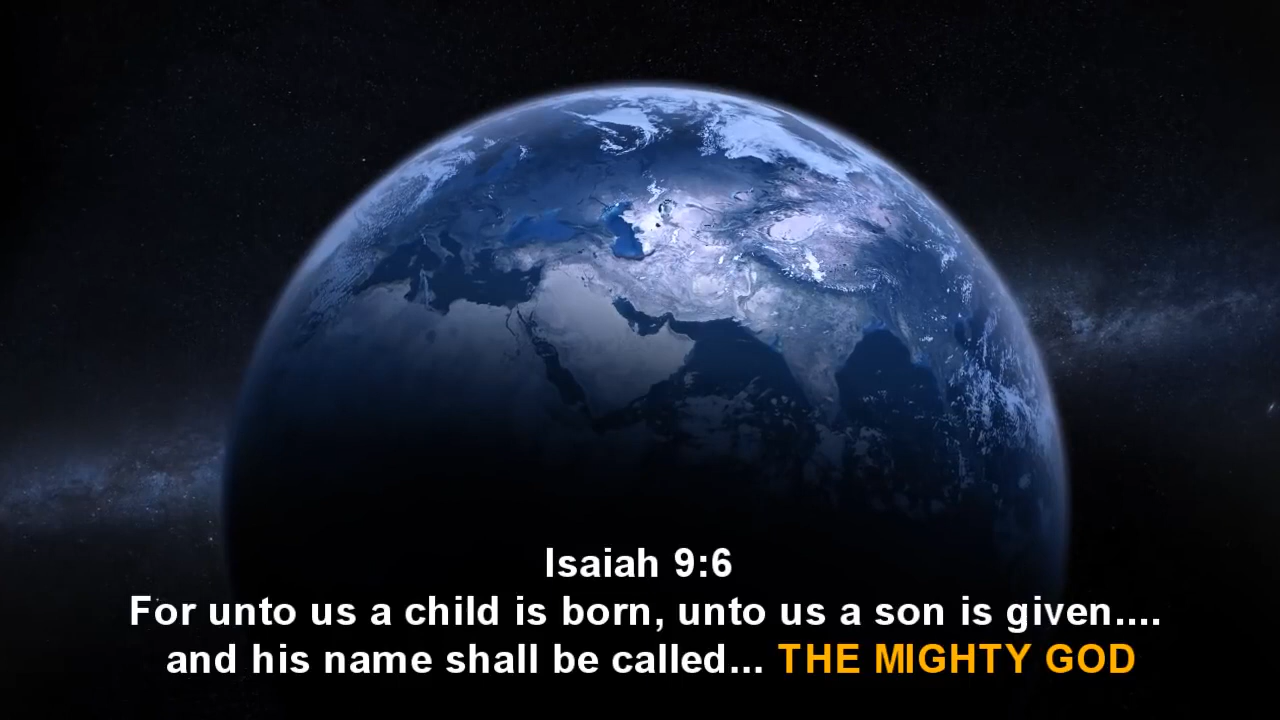 Isaiah 9:6
For unto us a child is born, unto us a son is given....
and his name shall be called... THE MIGHTY GOD